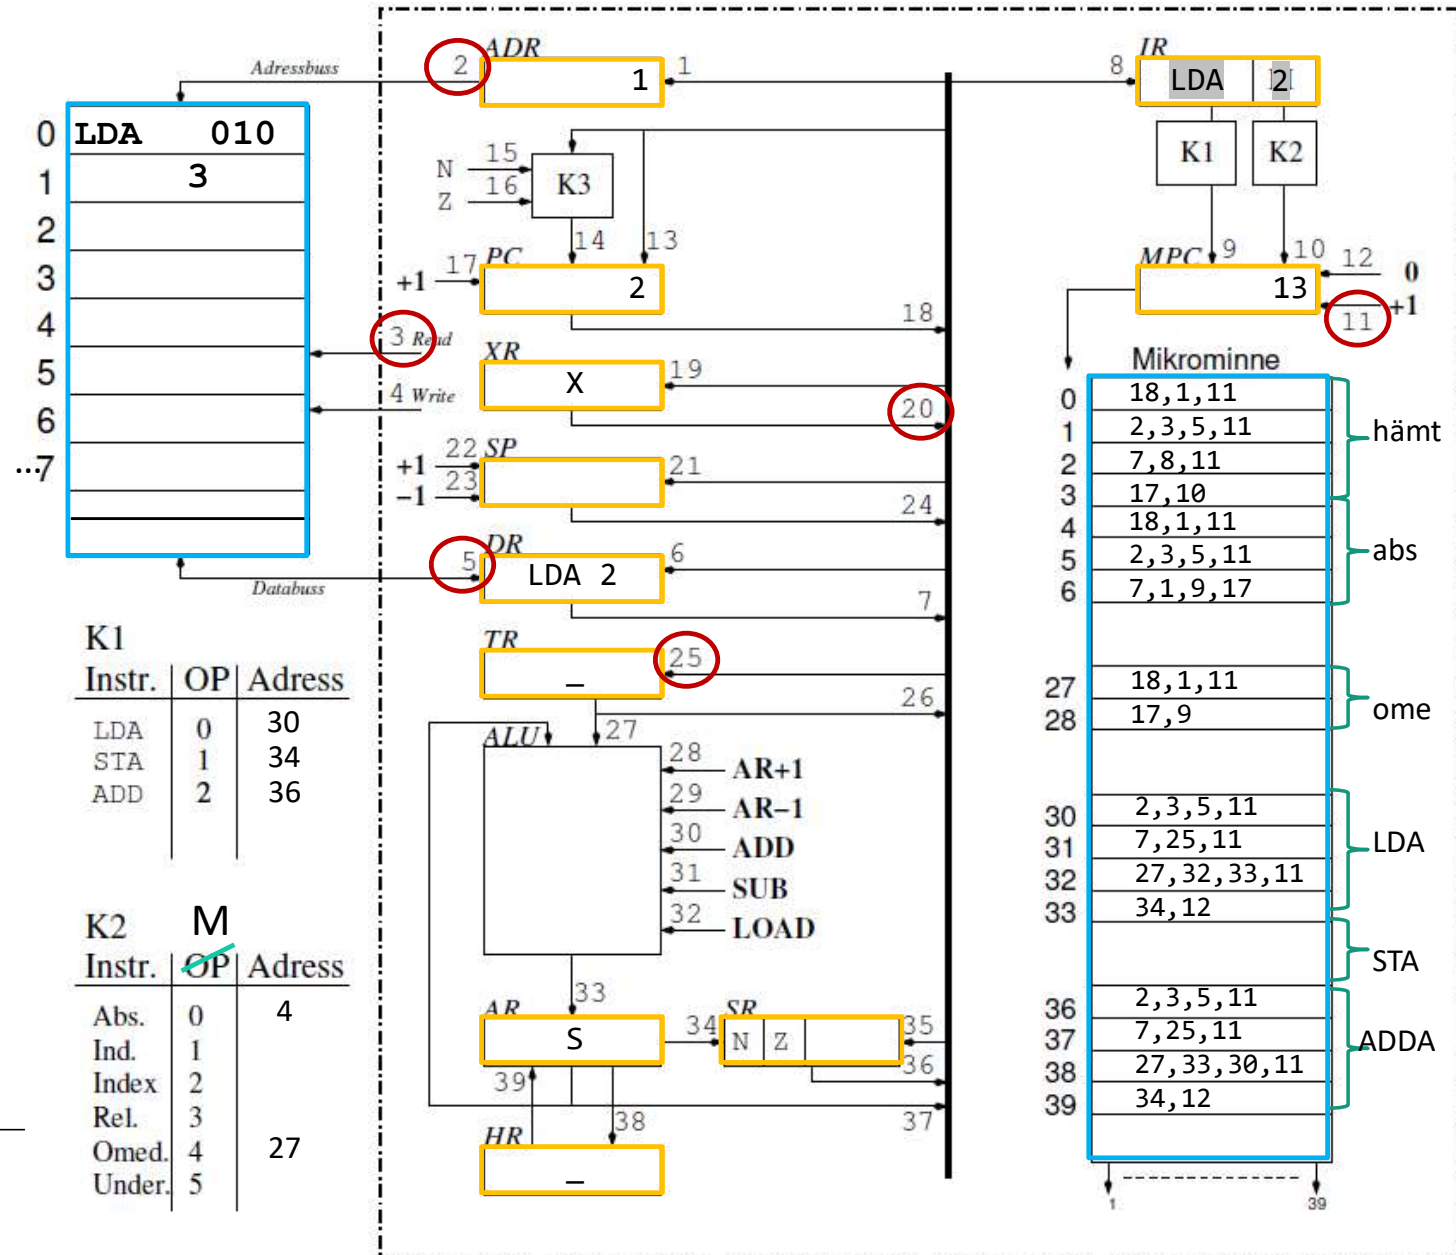 ADR
IR
Adressbuss
2
1
1
8
LDA 2
0 LDA 010
1 3
2
3
4
5
6
...7
N 15
Z 16
K3
K1
K2
14
13
9
10
12 0
11 +1
+1 17
PC
2
18
MPC
13
3 Read
4 Write
XR
X
19
20
+1 22
−1 23
SP
21
24
DR
5
LDA 2
6
7
Databuss
TR
_
25
26
27
ALU
28 AR+1
29 AR−1
30 ADD
31 SUB
32 LOAD
33
AR
S
34
SR
N Z
35
36
37
38
39
HR
_
K1
Instr. OP Adress
LDA 0 30
STA 1 34
ADD 2 36
K2 M
Instr. OP Adress
Abs. 0 4
Ind. 1
Index 2
Rel. 3
Omed. 4 27
Under. 5
Mikrominne
0 18,1,11
1 2,3,5,11
2 7,8,11
3 17,10
hämt
4 18,1,11
5 2,3,5,11
6 7,1,9,17
abs
27 18,1,11
28 17,9
ome
30 2,3,5,11
31 7,25,11
32 27,32,33,11
33 34,12
LDA
STA
36 2,3,5,11
37 7,25,11
38 27,33,30,11
39 34,12
ADDA
1 39